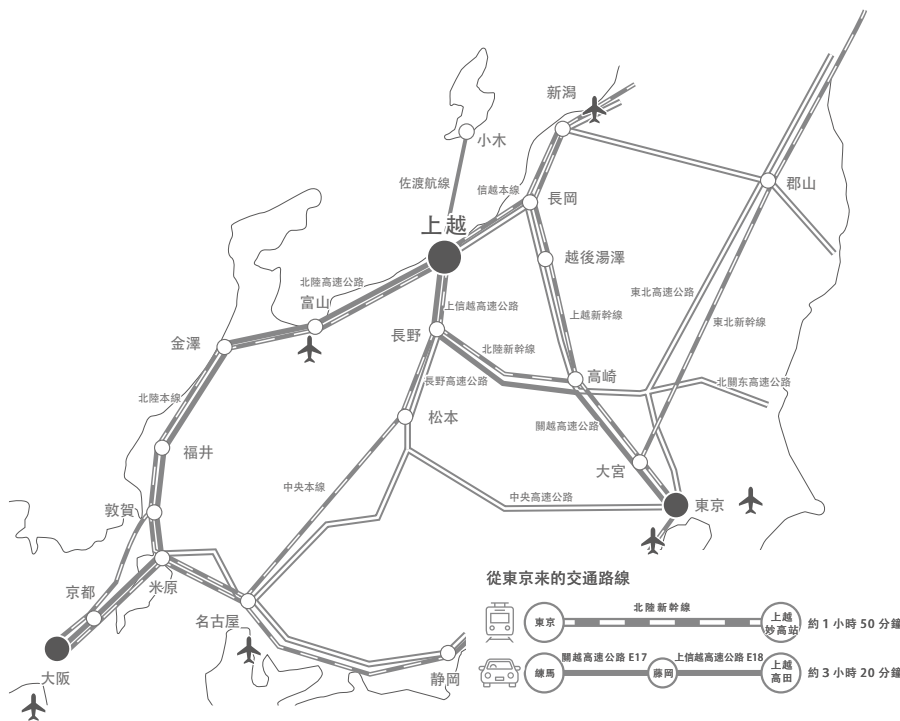 新潟
小木
郡山
佐渡航線
信越本線
長岡
上越
越後湯澤
北陸高速公路
富山
東北高速公路
上信越高速公路
上越新幹線
東北新幹線
長野
金澤
北陸新幹線
高崎
長野高速公路
北關东高速公路
北陸本線
松本
關越高速公路
福井
大宮
中央本線
中央高速公路
敦賀
東京
米原
京都
名古屋
大阪
静岡
從東京来的交通路線
北陸新幹線
東京
上越
妙高站
約1小時50分鐘
關越高速公路 E17
上信越高速公路 E18
練馬
藤岡
上越
高田
約3小時20分鐘